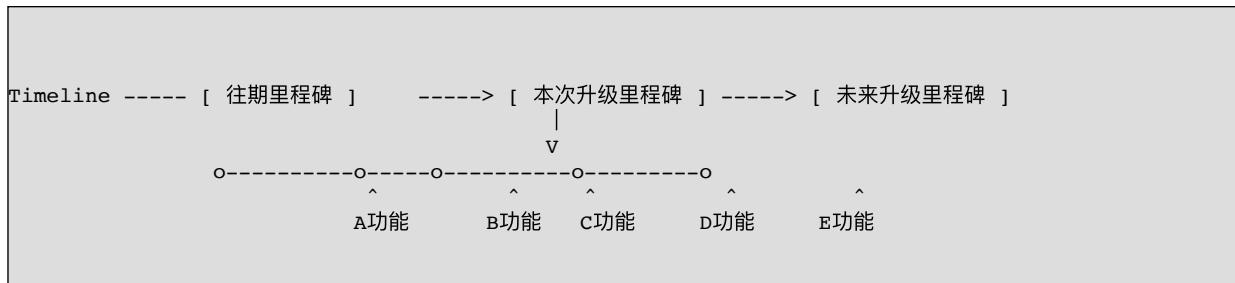 Timeline ----- [ 往期里程碑 ]     -----> [ 本次升级里程碑 ] -----> [ 未来升级里程碑 ]
|
V
o----------o-----o----------o---------o
^          ^     ^          ^         ^
A功能      B功能   C功能     D功能     E功能